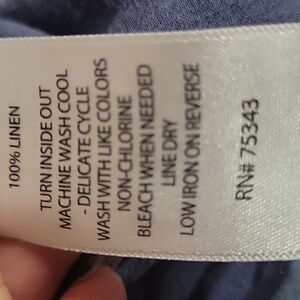 100% LINEN
TURN INSIDE OUT
MACHINE WASH COOL
- DELICATE CYCLE
WASH WITH LIKE COLORS
NON-CHLORINE
BLEACH WHEN NEEDED
LINE DRY
LOW IRON ON REVERSE
RN# 75343